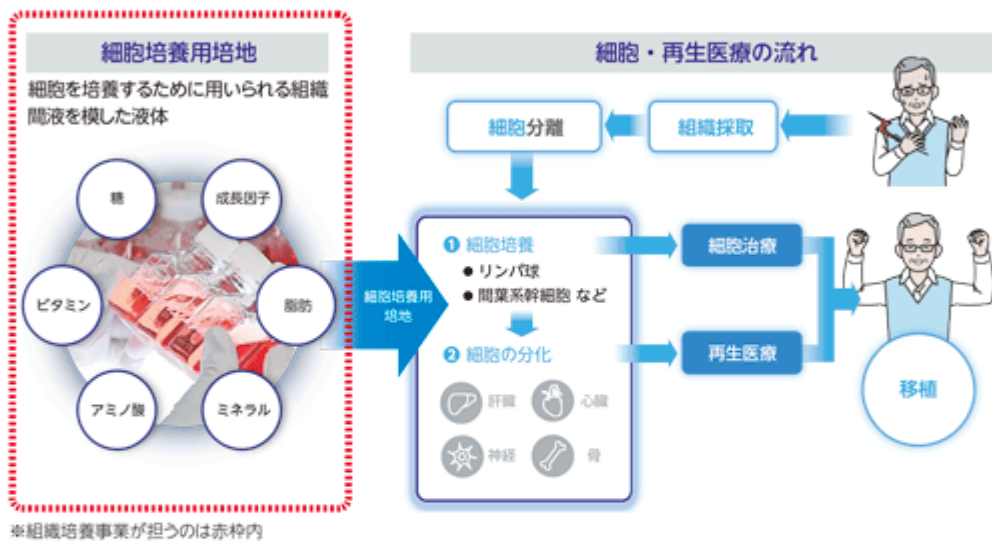 細胞培養用培地
細胞を培養するために用いられる組織
間液を模した液体
糖
成長因子
ビタミン
脂肪
アミノ酸
ミネラル
※組織培養事業が担うのは赤枠内
細胞培養用
培地
細胞・再生医療の流れ
組織採取
細胞分離
❶ 細胞培養
● リンパ球
●間葉系幹細胞 など
❷ 細胞の分化
肝臓
心臓
神経
骨
細胞治療
再生医療
移植